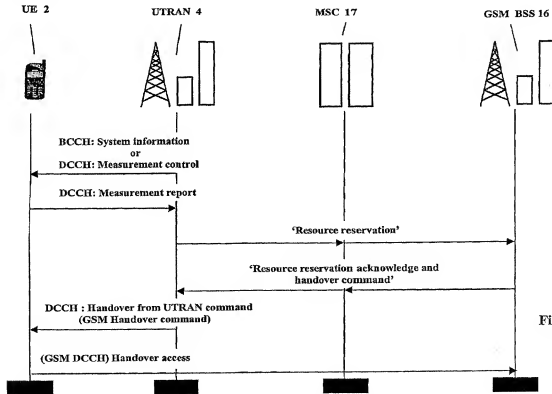 UE 2
UTRAN 4
MSC 17
GSM BSS 16
BCCH: System information
or
DCCH: Measurement control
DCCH: Measurement report
'Resource reservation'
'Resource reservation acknowledge and
handover command'
DCCH : Handover from UTRAN command
(GSM Handover command)
(GSM DCCH) Handover access